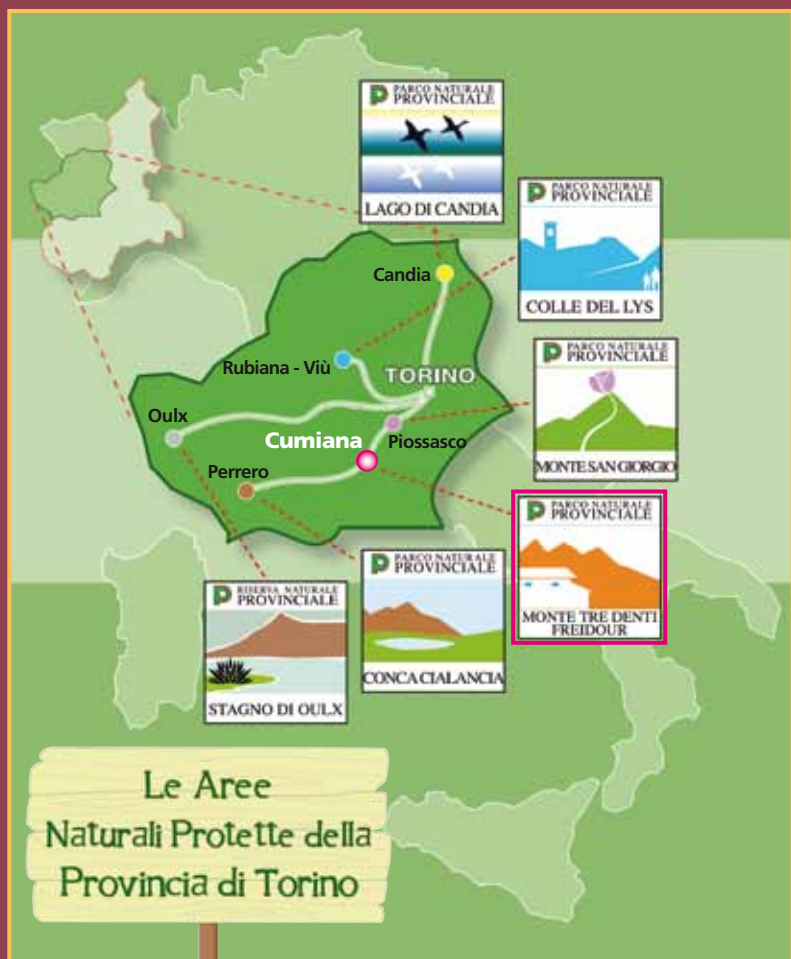 PARCO NATURALE
PROVINCIALE
LAGO DI CANDIA
PARCO NATURALE
PROVINCIALE
COLLE DEL LYS
Candia
Rubiana - Viù
TORINO
PARCO NATURALE
PROVINCIALE
MONTE SAN GIORGIO
Oulx
Cumiana
Piossasco
Perrero
PARCO NATURALE
PROVINCIALE
MONTE TRE DENTI
FREIDOUR
PARCO NATURALE
PROVINCIALE
CONCA CIALANCIA
RISERVA NATURALE
PROVINCIALE
STAGNO DI OULX
Le Aree
Naturali Protette della
Provincia di Torino